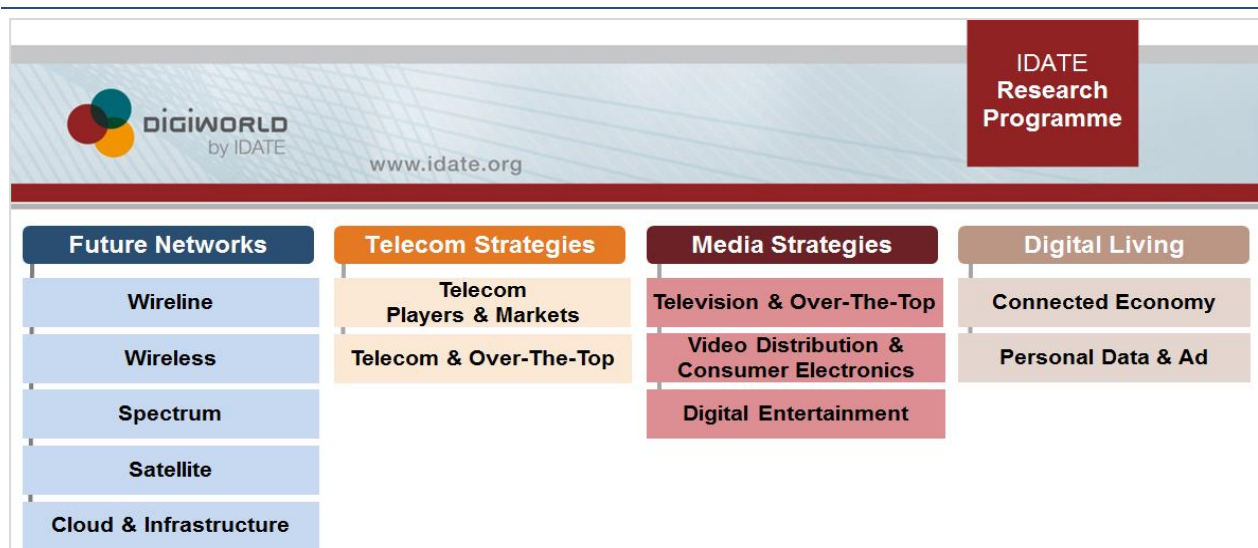 DIGIWORLD
by IDATE
www.idate.org
IDATE
Research
Programme
Future Networks
Wireline
Wireless
Spectrum
Satellite
Cloud & Infrastructure
Telecom Strategies
Telecom
Players & Markets
Telecom & Over-The-Top
Media Strategies
Television & Over-The-Top
Video Distribution &
Consumer Electronics
Digital Entertainment
Digital Living
Connected Economy
Personal Data & Ad